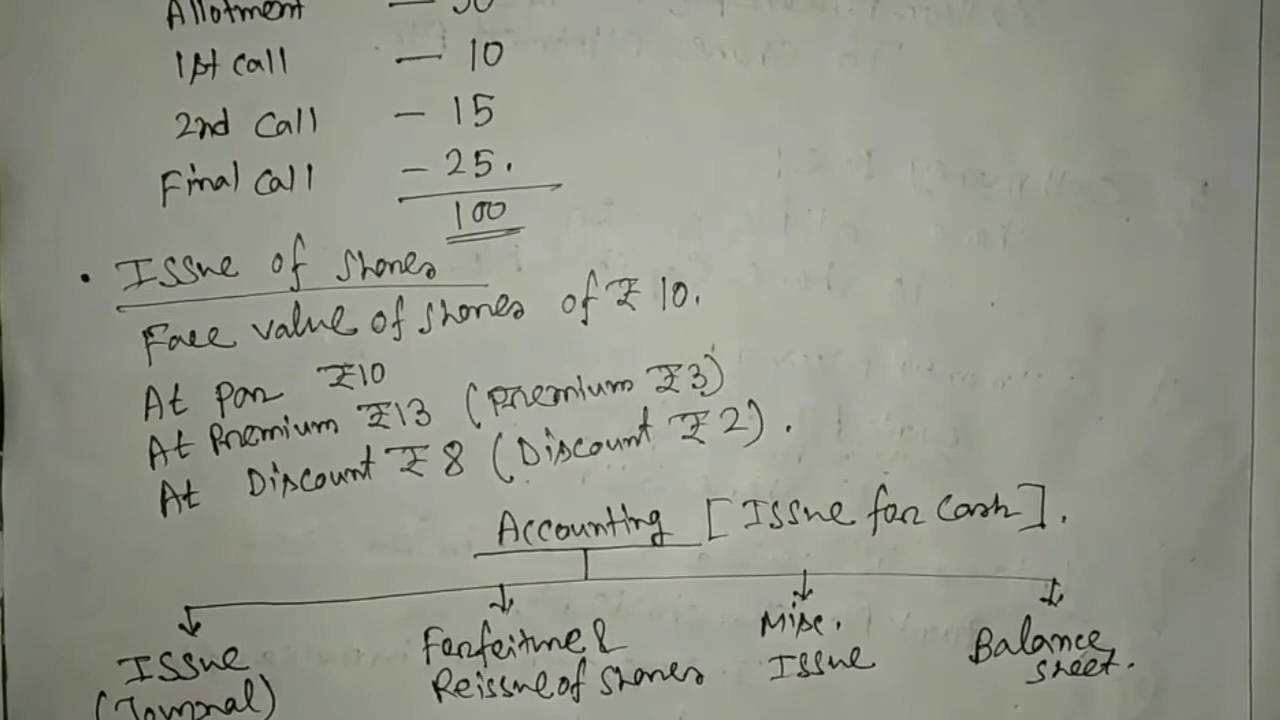 Allotment
1st call — 10
2nd call — 15
Final call — 25.
100
• Issue of Shares
Face value of shares of ₹ 10.
At par ₹10
At Premium ₹13 (Premium ₹3)
At Discount ₹8 (Discount ₹2).
Accounting [Issue for Cash].
Issue
(Journal)
Forfeiture &
Reissue of Shares
Misc.
Issue
Balance
Sheet.